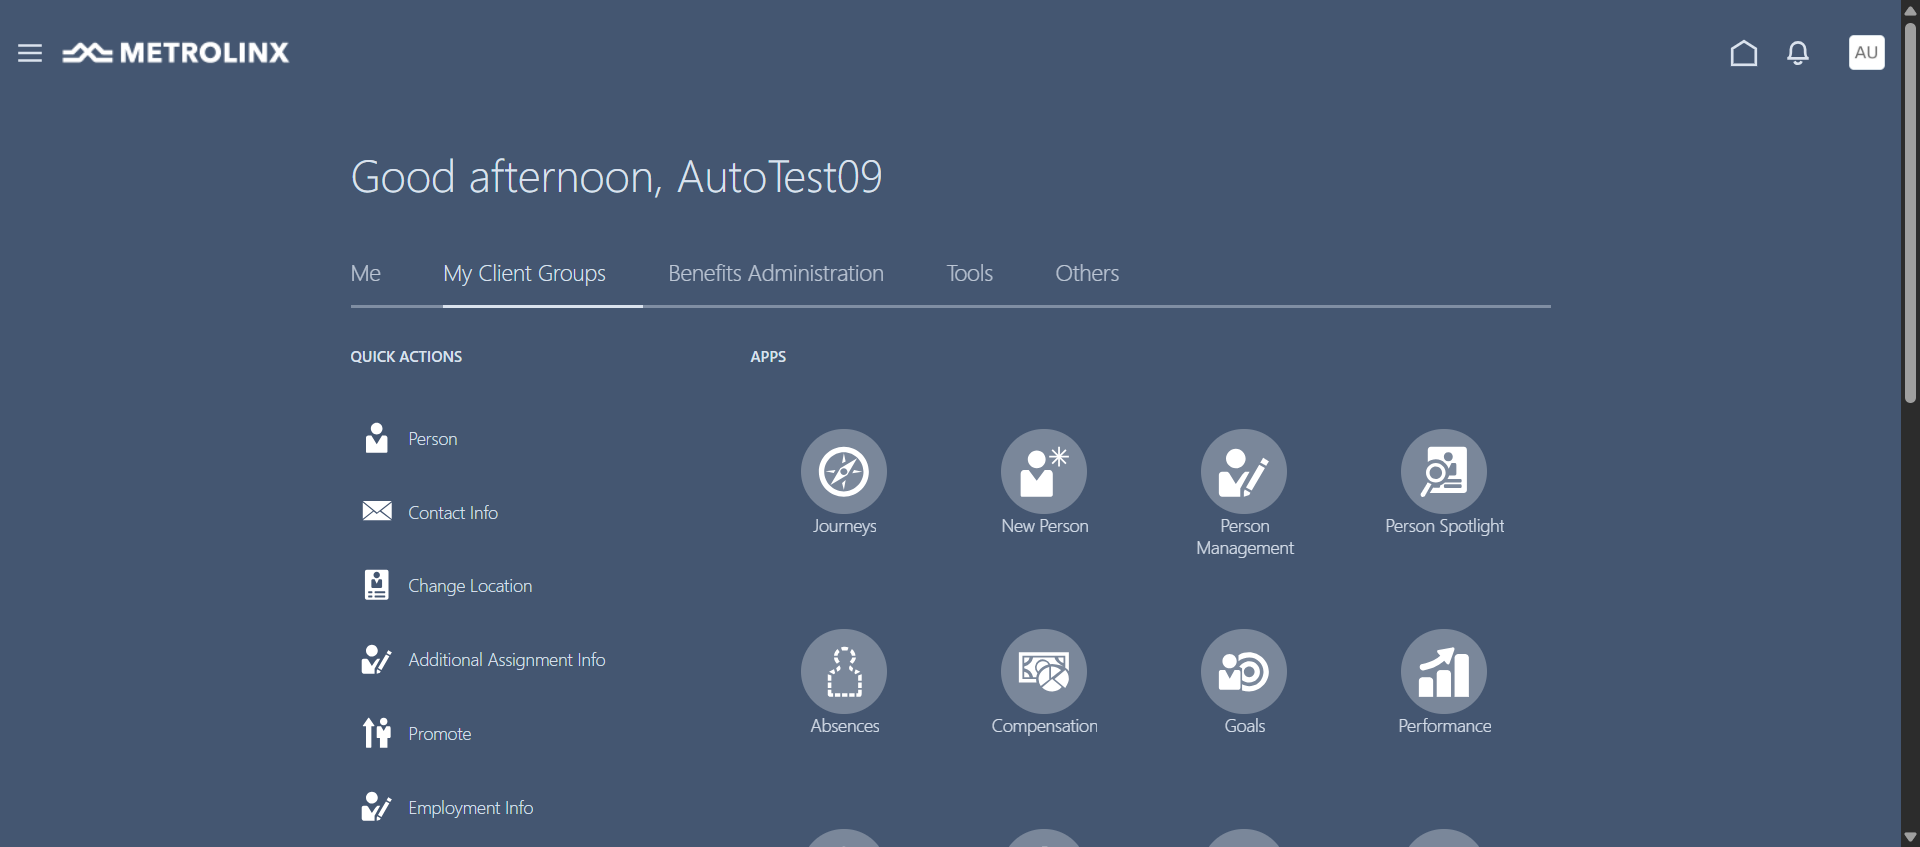 METROLINX
AU
Good afternoon, AutoTest09
Me
My Client Groups
Benefits Administration
Tools
Others
QUICK ACTIONS
APPS
Person
Contact Info
Change Location
Additional Assignment Info
Promote
Employment Info
Journeys
New Person
Person
Management
Person Spotlight
Absences
Compensation
Goals
Performance